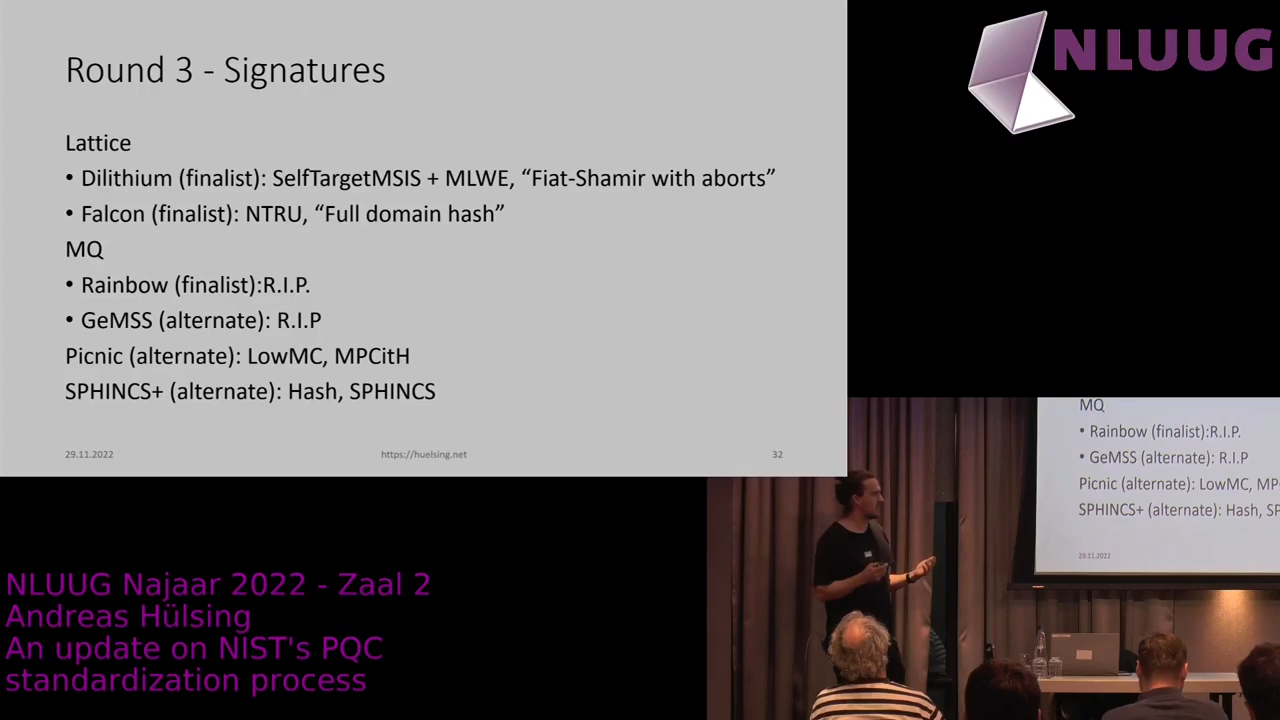 Round 3 - Signatures
Lattice
• Dilithium (finalist): SelfTargetMSIS + MLWE, “Fiat-Shamir with aborts”
• Falcon (finalist): NTRU, “Full domain hash”
MQ
• Rainbow (finalist):R.I.P.
• GeMSS (alternate): R.I.P
Picnic (alternate): LowMC, MPCitH
SPHINCS+ (alternate): Hash, SPHINCS
29.11.2022
https://huelsing.net
32
NLUUG
MQ
• Rainbow (finalist):R.I.P.
• GeMSS (alternate): R.I.P
Picnic (alternate): LowMC, MP
SPHINCS+ (alternate): Hash, SP
29.11.2022
NLUUG Najaar 2022 - Zaal 2
Andreas Hülsing
An update on NIST's PQC
standardization process